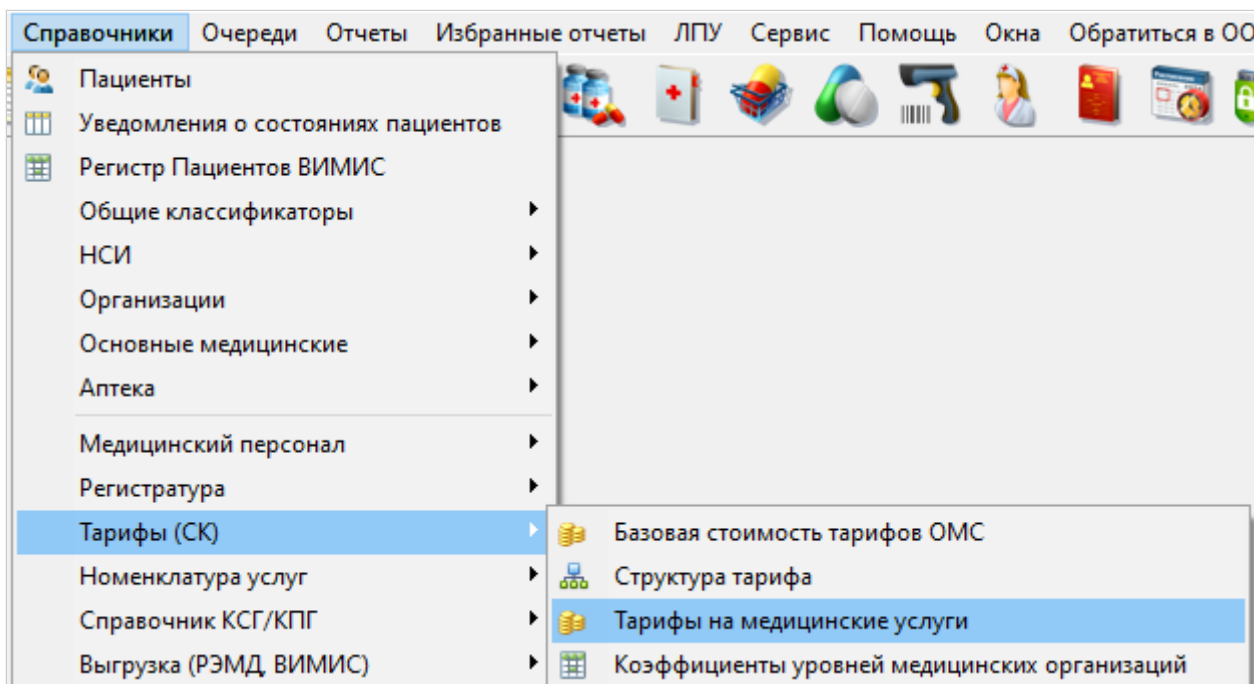 Справочники Очереди Отчеты Избранные отчеты ЛПУ Сервис Помощь Окна Обратиться в ОО
Пациенты
Уведомления о состояниях пациентов
Регистр Пациентов ВИМИС
Общие классификаторы
НСИ
Организации
Основные медицинские
Аптека
Медицинский персонал
Регистратура
Тарифы (СК)
Номенклатура услуг
Справочник КСГ/КПГ
Выгрузка (РЭМД, ВИМИС)
Базовая стоимость тарифов ОМС
Структура тарифа
Тарифы на медицинские услуги
Коэффициенты уровней медицинских организаций